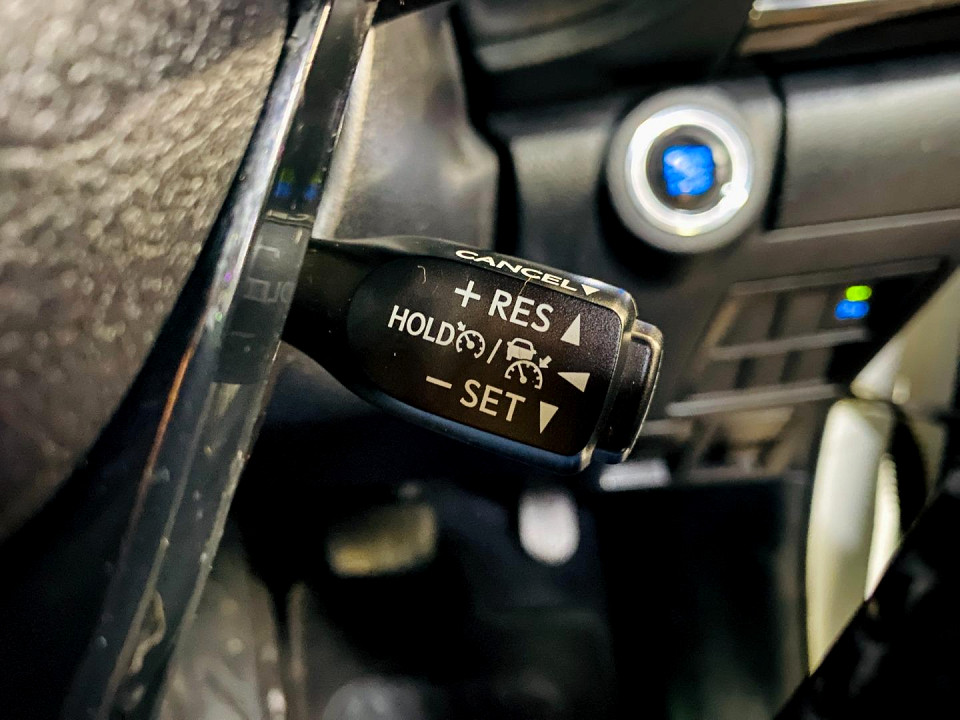 CANCEL
+ RES
HOLD /
− SET